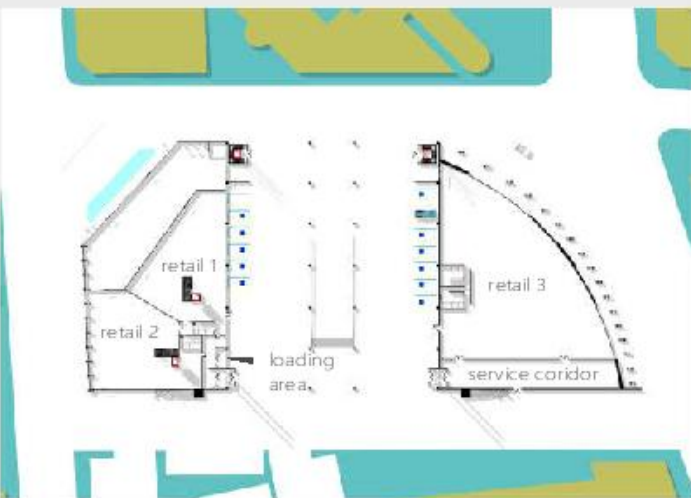 retail 1
retail 3
retail 2
loading
area
service coridor